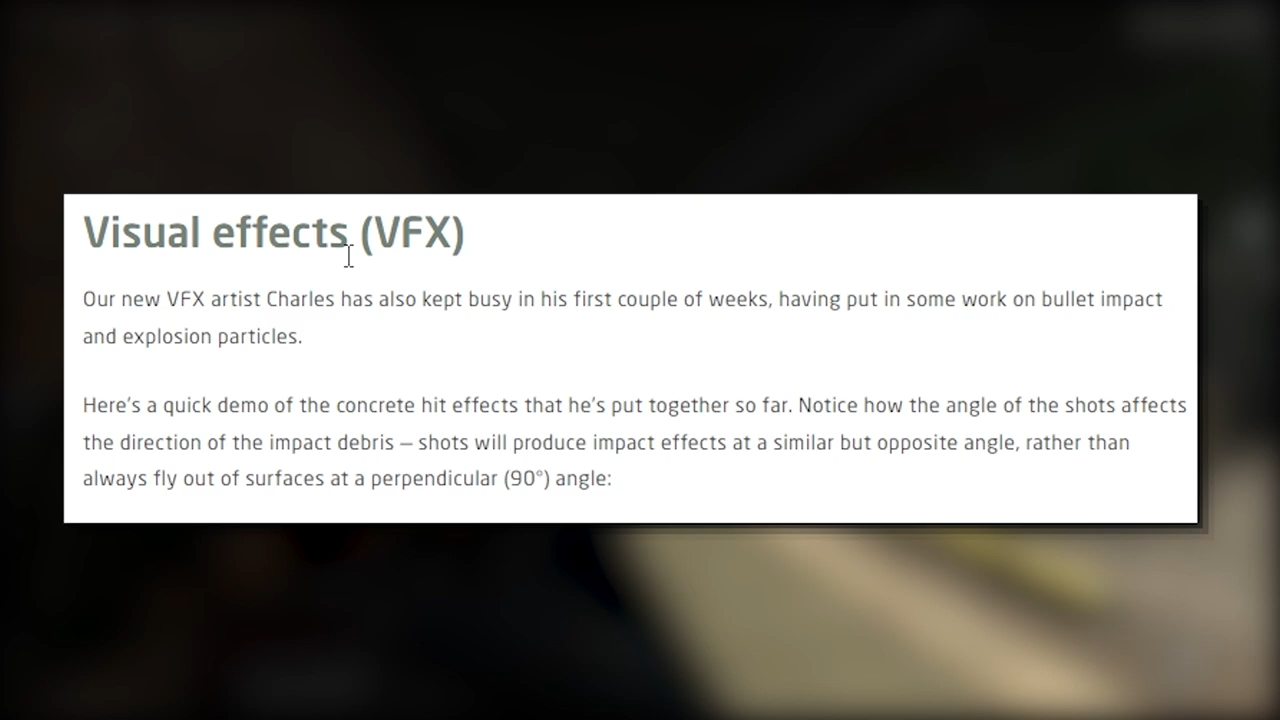 Visual effects (VFX)
Our new VFX artist Charles has also kept busy in his first couple of weeks, having put in some work on bullet impact
and explosion particles.
Here's a quick demo of the concrete hit effects that he's put together so far. Notice how the angle of the shots affects
the direction of the impact debris – shots will produce impact effects at a similar but opposite angle, rather than
always fly out of surfaces at a perpendicular (90°) angle: